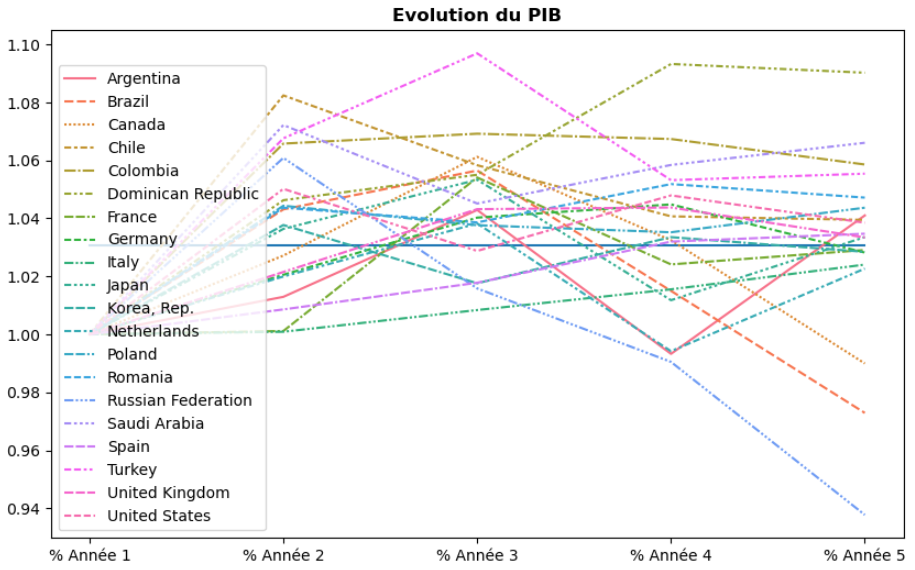 Evolution du PIB
1.10
1.08
1.06
1.04
1.02
1.00
0.98
0.96
0.94
Argentina
Brazil
Canada
Chile
Colombia
Dominican Republic
France
Germany
Italy
Japan
Korea, Rep.
Netherlands
Poland
Romania
Russian Federation
Saudi Arabia
Spain
Turkey
United Kingdom
United States
% Année 1 % Année 2 % Année 3 % Année 4 % Année 5